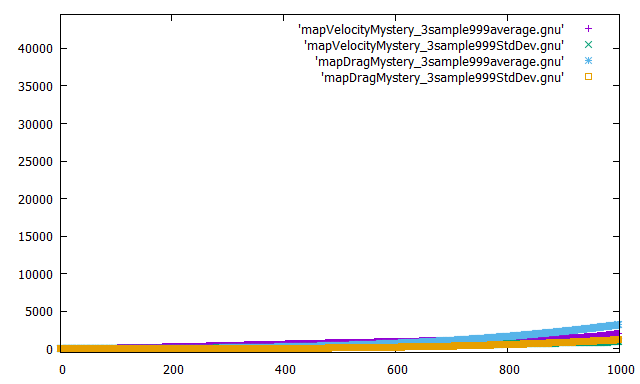 'mapVelocityMystery_3sample999average.gnu'
'mapVelocityMystery_3sample999StdDev.gnu'
'mapDragMystery_3sample999average.gnu'
'mapDragMystery_3sample999StdDev.gnu'
40000
35000
30000
25000
20000
15000
10000
5000
0
0 200 400 600 800 1000